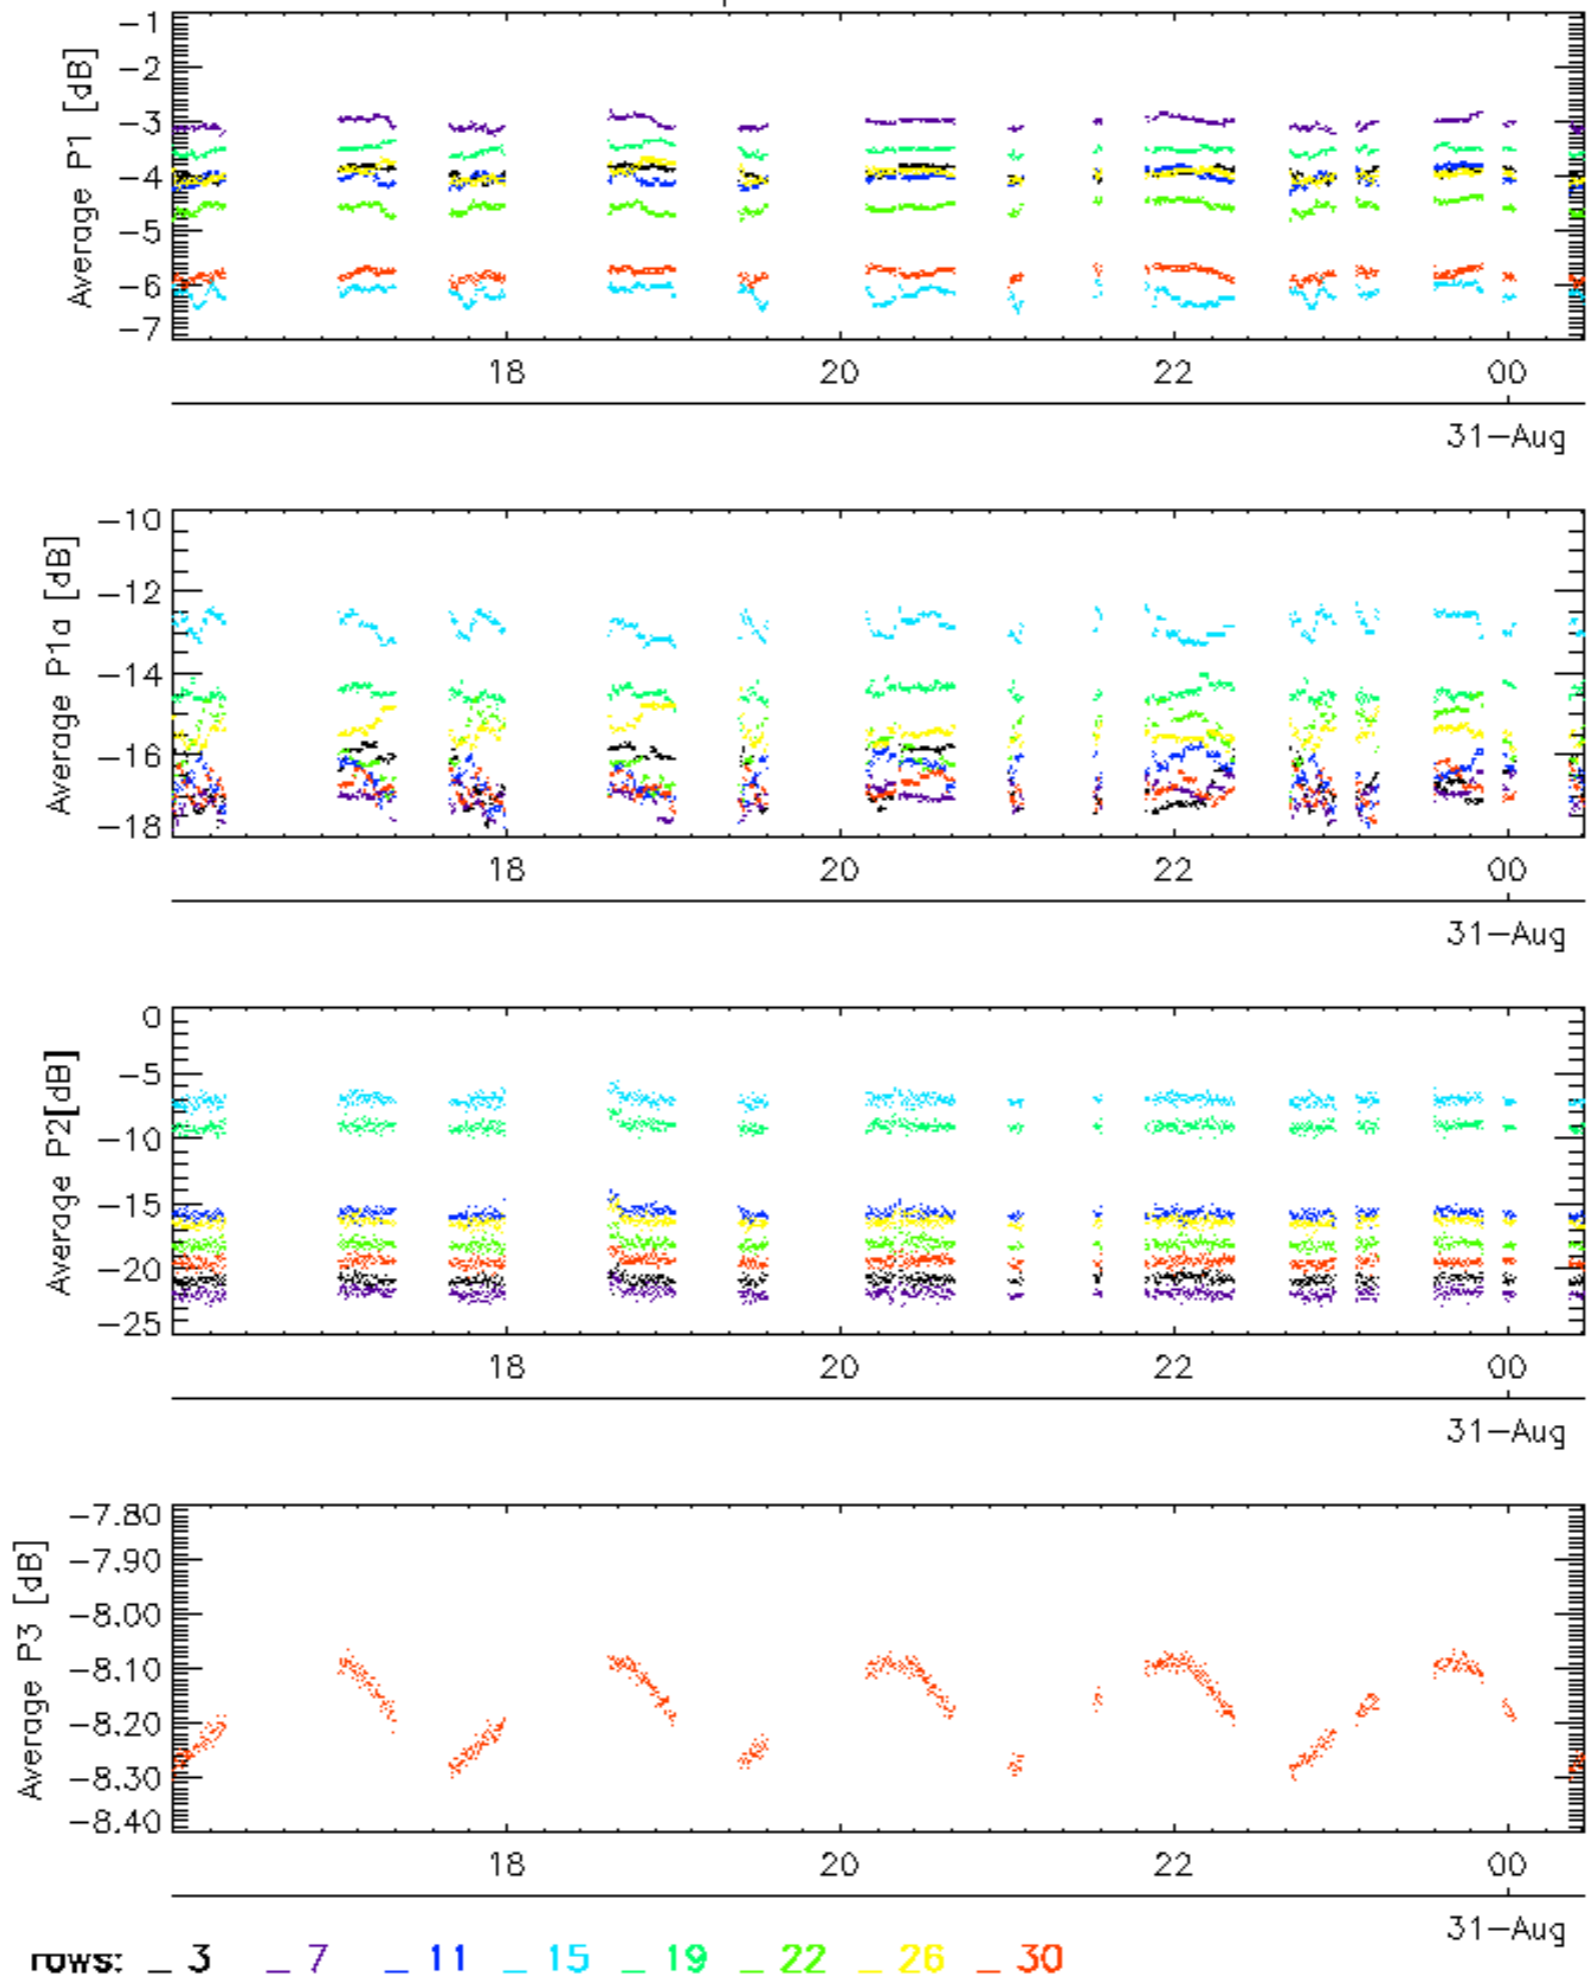 Average P1 [dB]
−1
−2
−3
−4
−5
−6
−7
18 20 22 00
31−Aug
Average P1a [dB]
−10
−12
−14
−16
−18
18 20 22 00
31−Aug
Average P2[dB]
0
−5
−10
−15
−20
−25
18 20 22 00
31−Aug
Average P3 [dB]
−7.80
−7.90
−8.00
−8.10
−8.20
−8.30
−8.40
18 20 22 00
31−Aug
rows: _ 3 _ 7 _ 11 _ 15 _ 19 _ 22 _ 26 _ 30